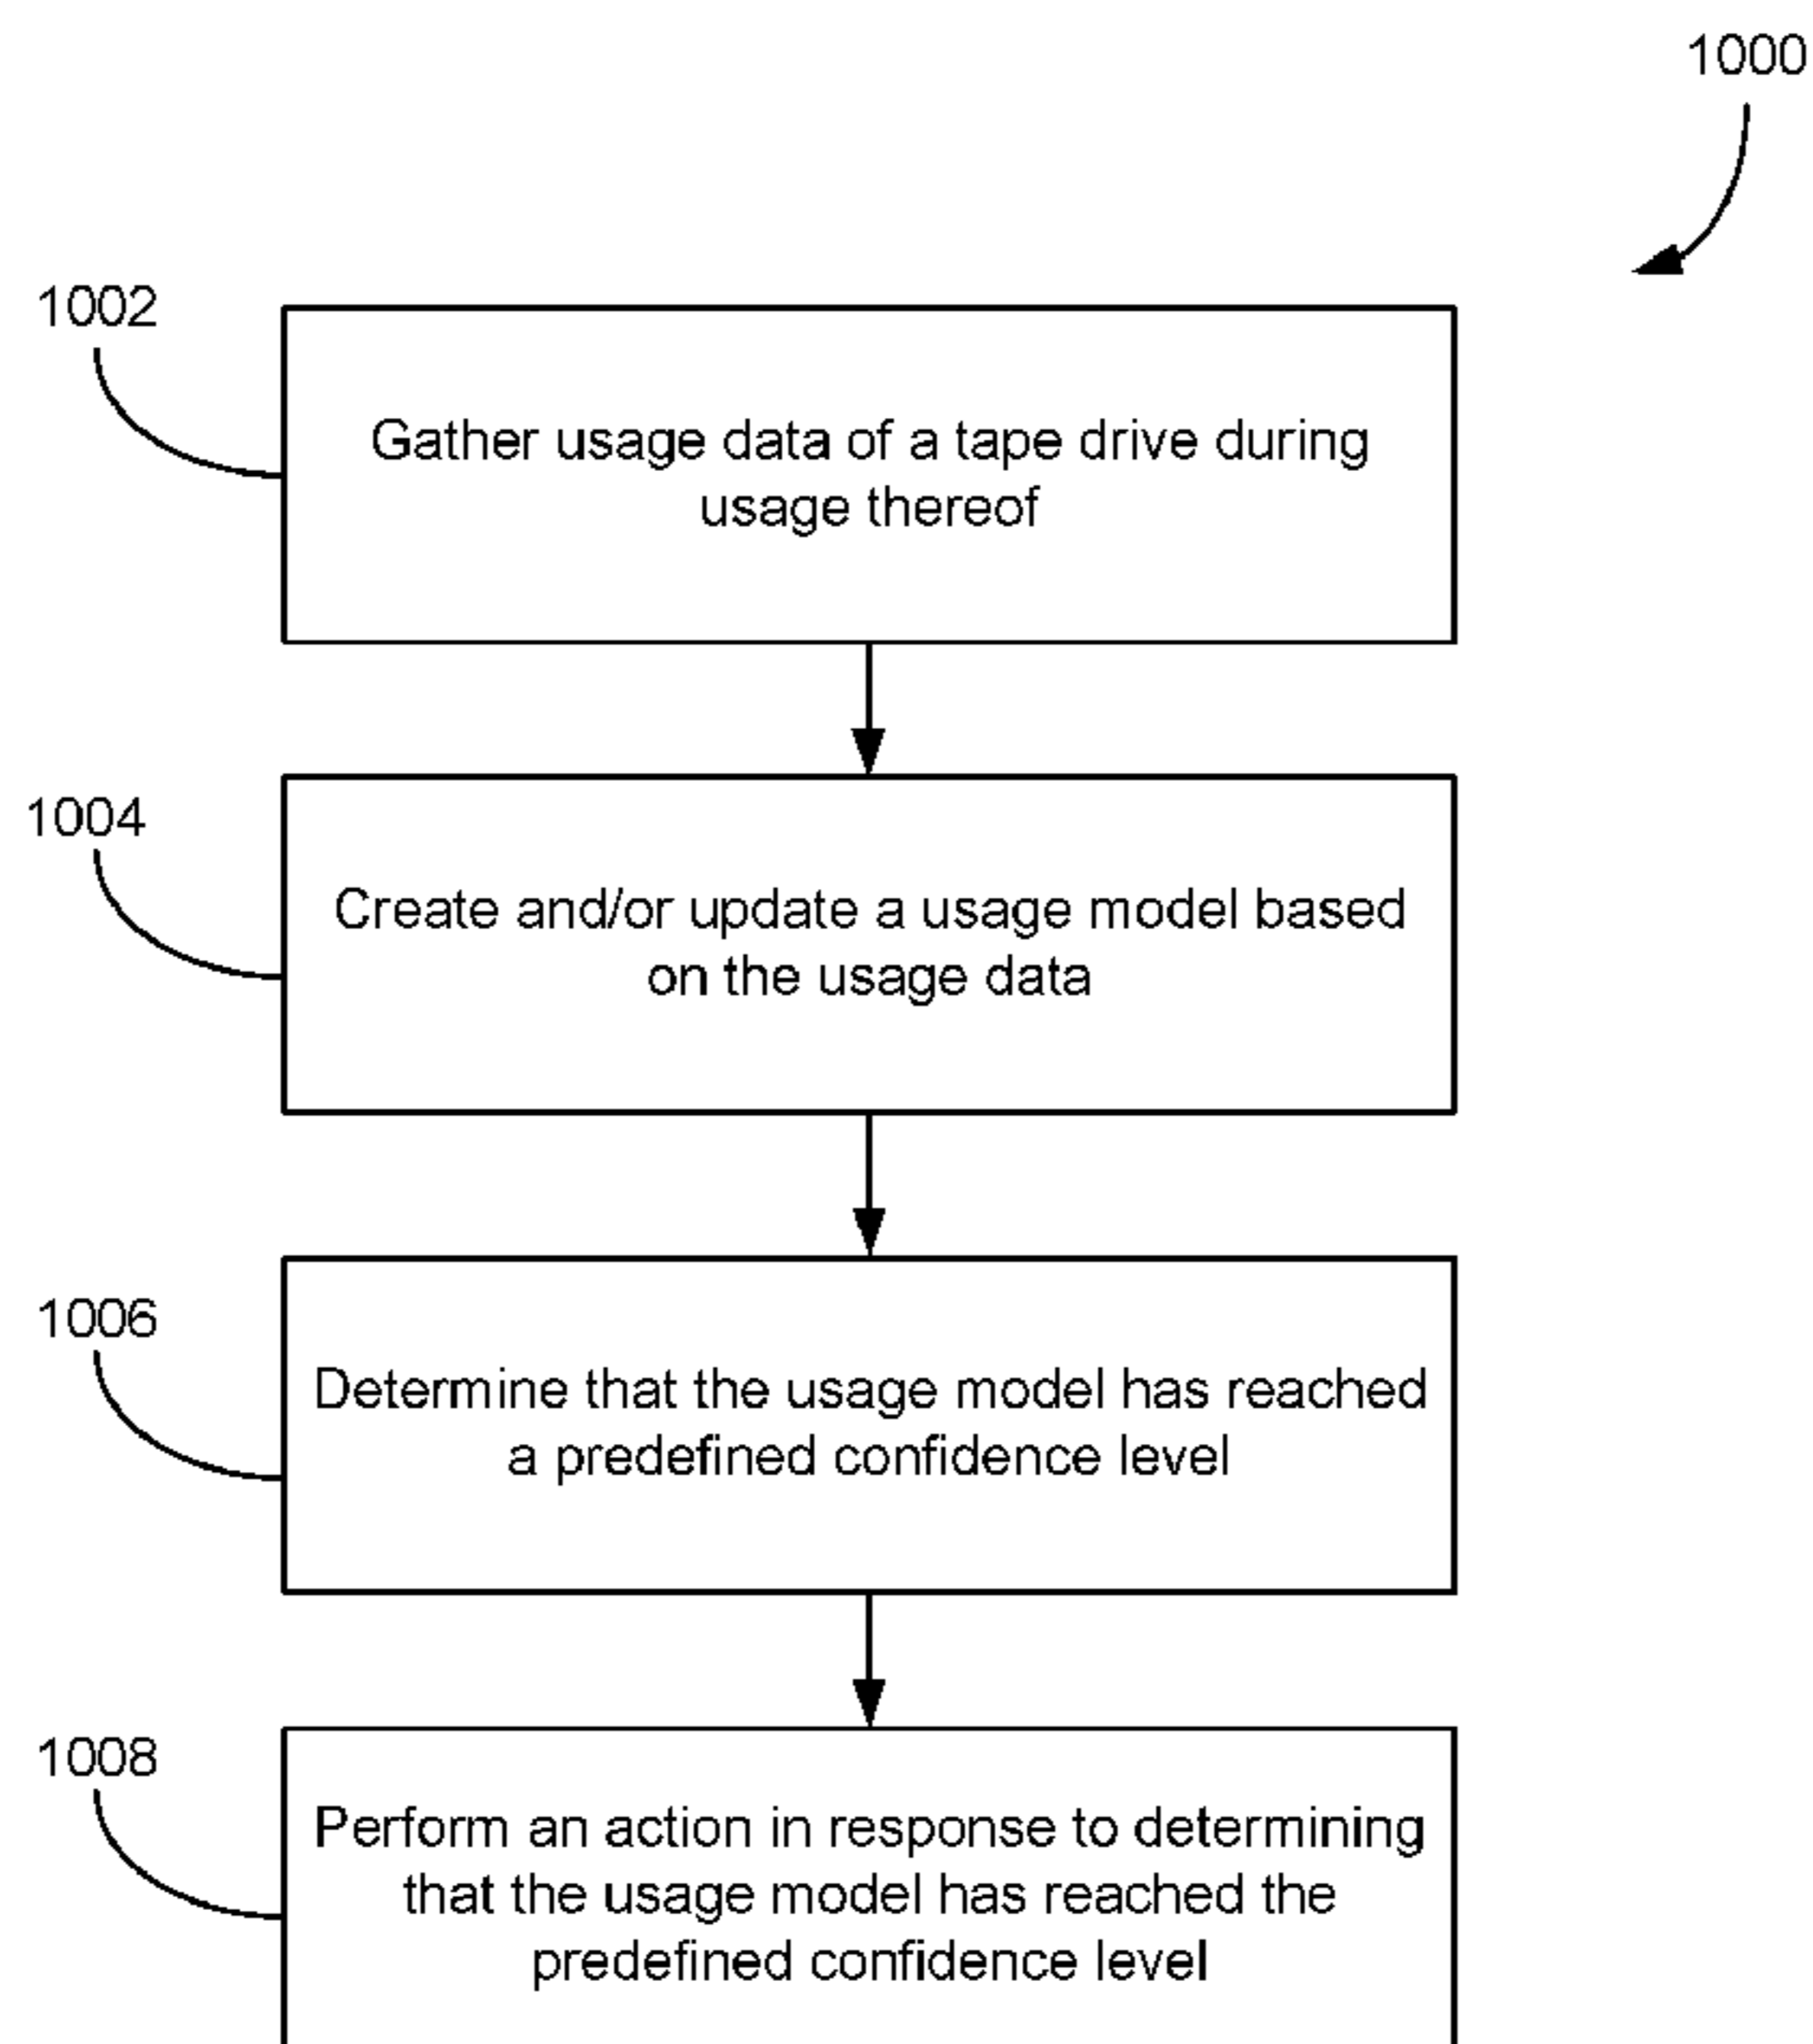 1000
1002
Gather usage data of a tape drive during
usage thereof
1004
Create and/or update a usage model based
on the usage data
1006
Determine that the usage model has reached
a predefined confidence level
1008
Perform an action in response to determining
that the usage model has reached the
predefined confidence level